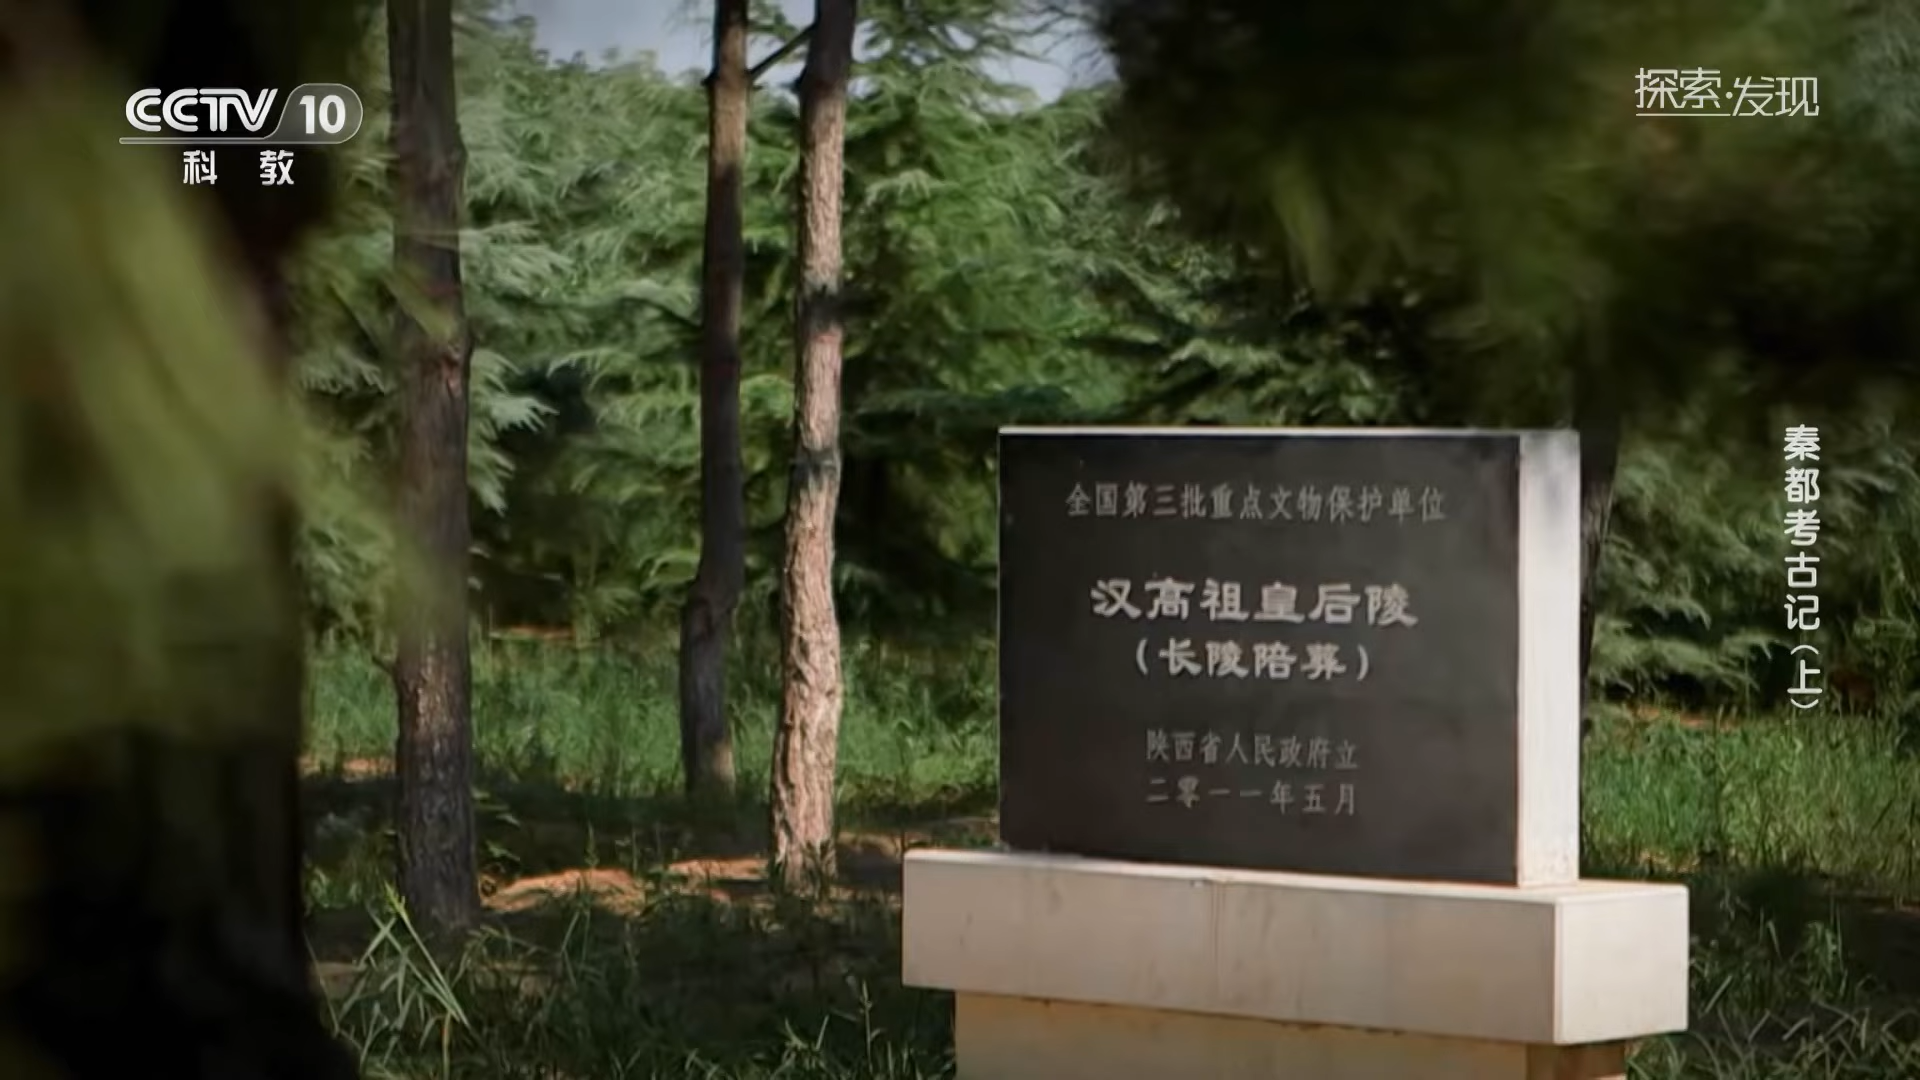 CCTV 10
科教
探索·发现
全国第三批重点文物保护单位
汉高祖皇后陵
（长陵陪葬）
陕西省人民政府立
二零一一年五月
秦都考古记（上）